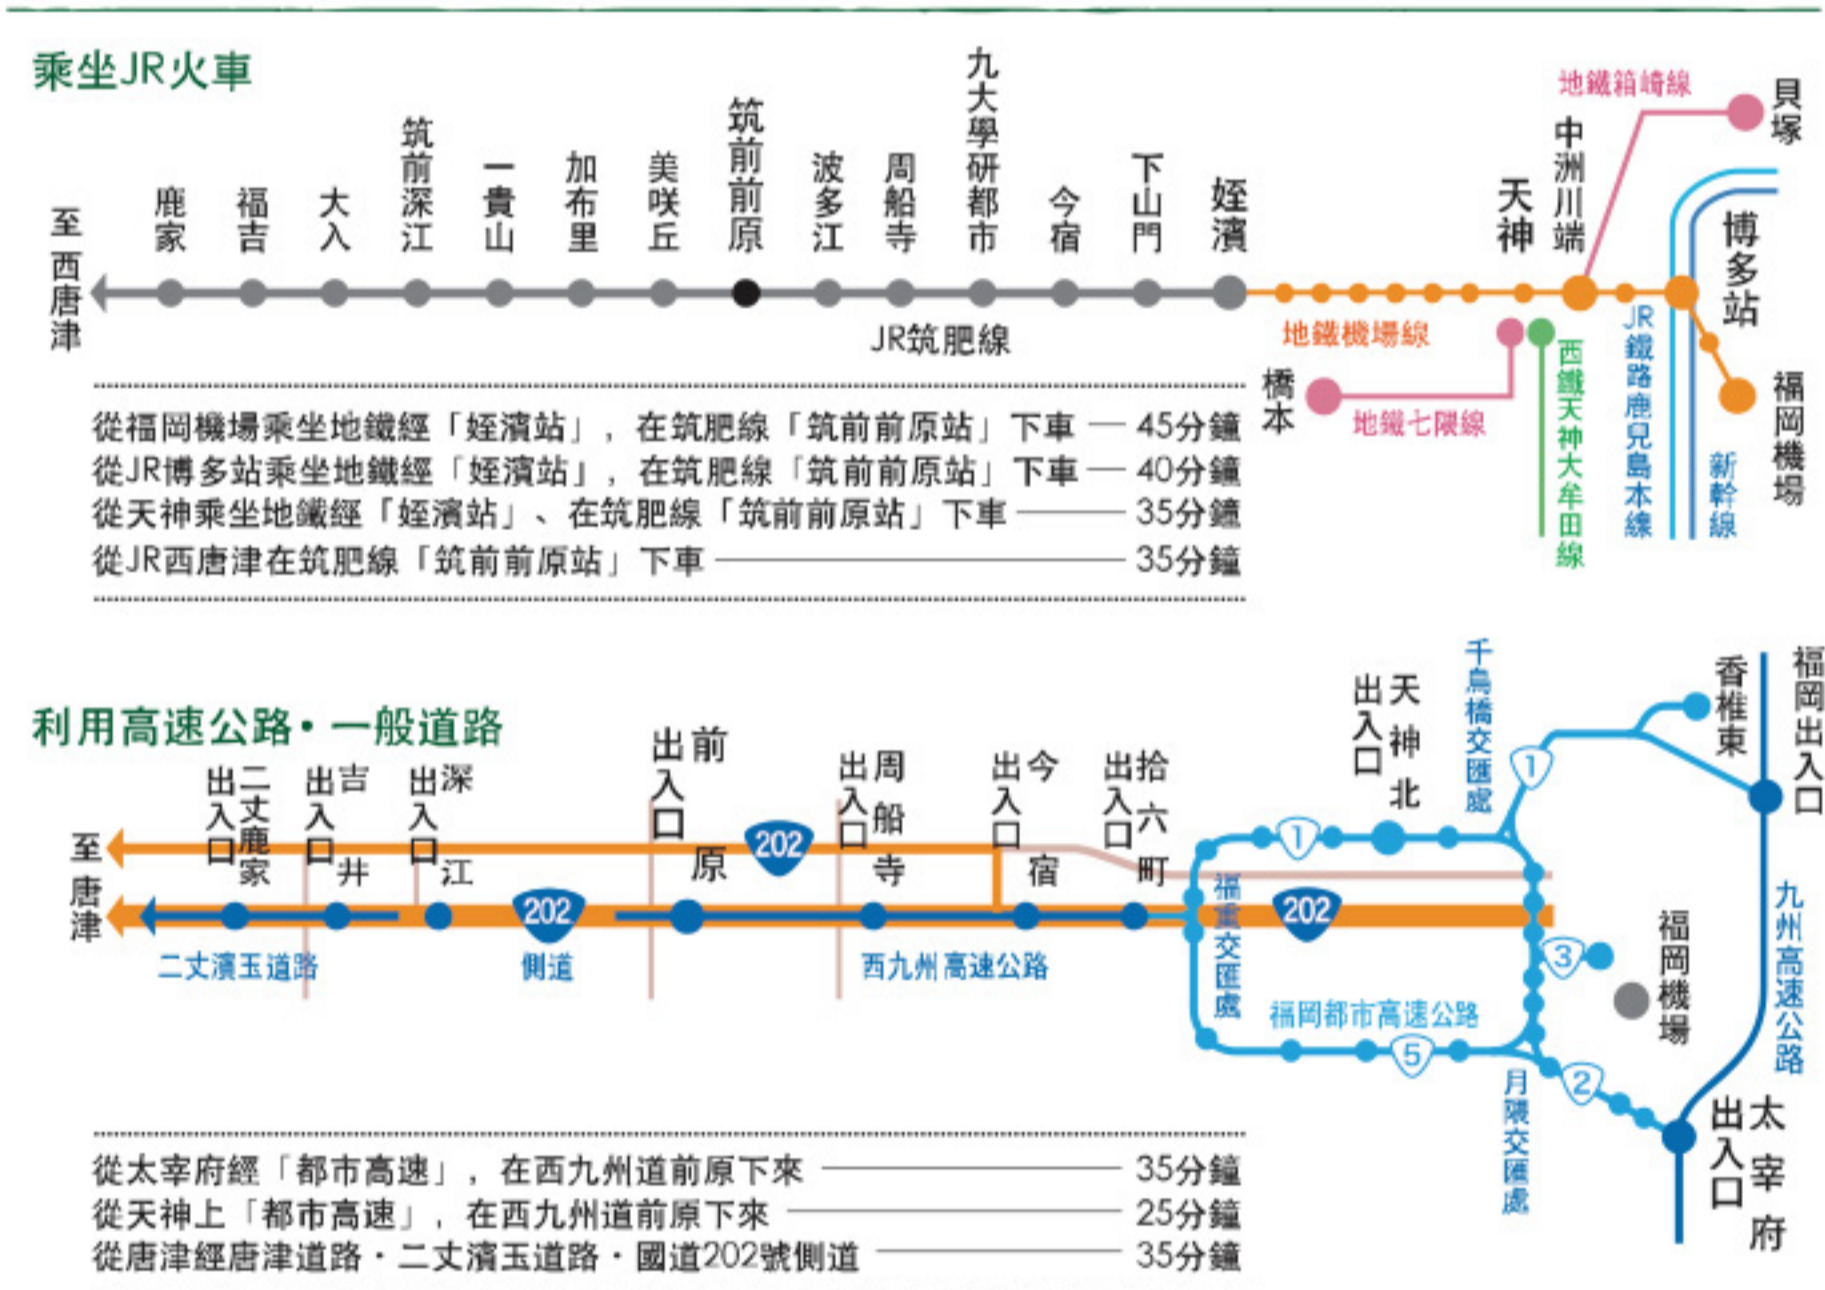 乘坐JR火車
至西唐津
鹿家
福吉
大入
筑前深江
一貴山
加布里
美咲丘
筑前前原
波多江
周船寺
九大學研都市
今宿
下山門
姪濱
天神
中洲川端
地鐵箱崎線
貝塚
博多站
JR筑肥線
地鐵機場線
橋本
地鐵七隈線
西鐵天神大牟田線
JR鐵路鹿兒島本線
新幹線
福岡機場
從福岡機場乘坐地鐵經「姪濱站」, 在筑肥線「筑前前原站」下車 — 45分鐘
從JR博多站乘坐地鐵經「姪濱站」, 在筑肥線「筑前前原站」下車 — 40分鐘
從天神乘坐地鐵經「姪濱站」、在筑肥線「筑前前原站」下車 — 35分鐘
從JR西唐津在筑肥線「筑前前原站」下車 — 35分鐘
利用高速公路・一般道路
至唐津
二丈鹿家
出入口
吉井
出入口
深江
出入口
前原
出入口
202
周船寺
出入口
今宿
出入口
拾六町
出入口
天神北
出入口
千鳥橋交匯處
1
香椎東
福岡出入口
1
202
202
福重交匯處
二丈濱玉道路
側道
西九州高速公路
3
福岡機場
九州高速公路
福岡都市高速公路
5
2
月隈交匯處
太宰府
出入口
從太宰府經「都市高速」, 在西九州道前原下來 — 35分鐘
從天神上「都市高速」, 在西九州道前原下來 — 25分鐘
從唐津經唐津道路・二丈濱玉道路・國道202號側道 — 35分鐘